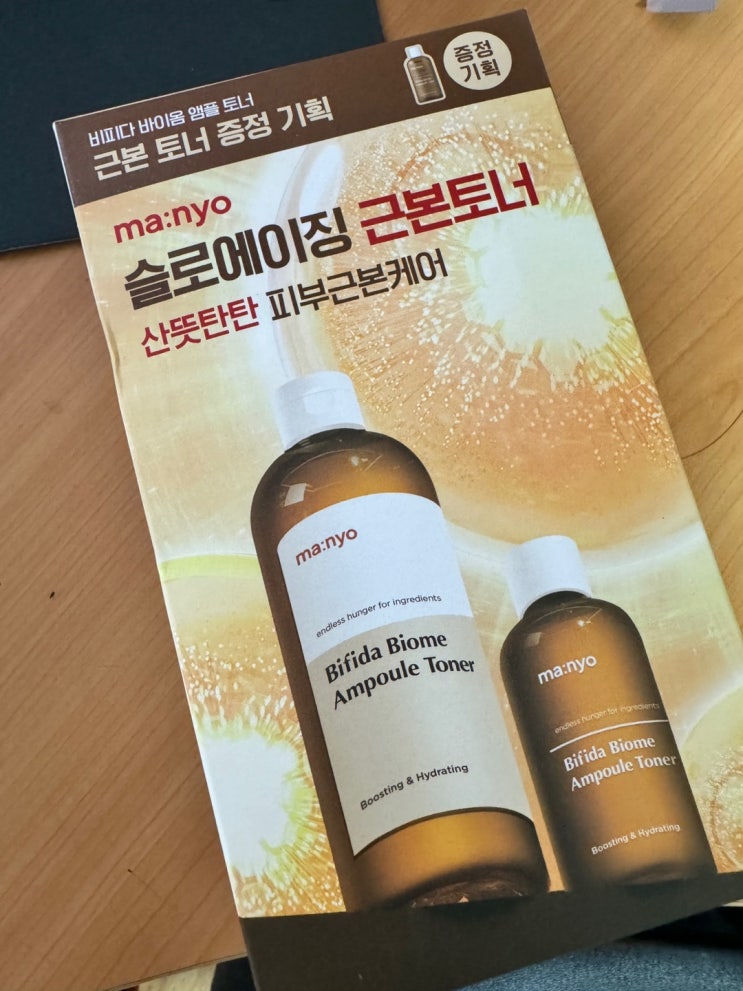 증정
기획
비피다 바이옴 앰플 토너
근본 토너 증정 기획
ma:nyo
슬로에이징 근본토너
산뜻탄탄 피부근본케어
ma:nyo
endless hunger for ingredients
Bifida Biome
Ampoule Toner
Boosting & Hydrating
ma:nyo
endless hunger for ingredients
Bifida Biome
Ampoule Toner
Boosting & Hydrating